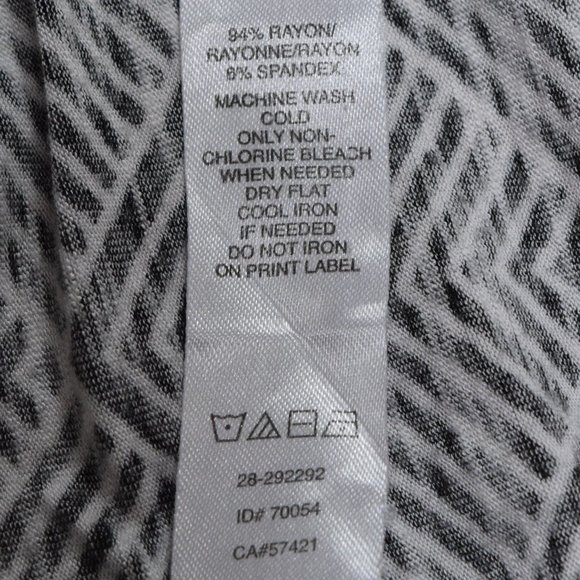 94% RAYON/
RAYONNE/RAYON
6% SPANDEX
MACHINE WASH
COLD
ONLY NON-
CHLORINE BLEACH
WHEN NEEDED
DRY FLAT
COOL IRON
IF NEEDED
DO NOT IRON
ON PRINT LABEL
28-292292
ID# 70054
CA#57421